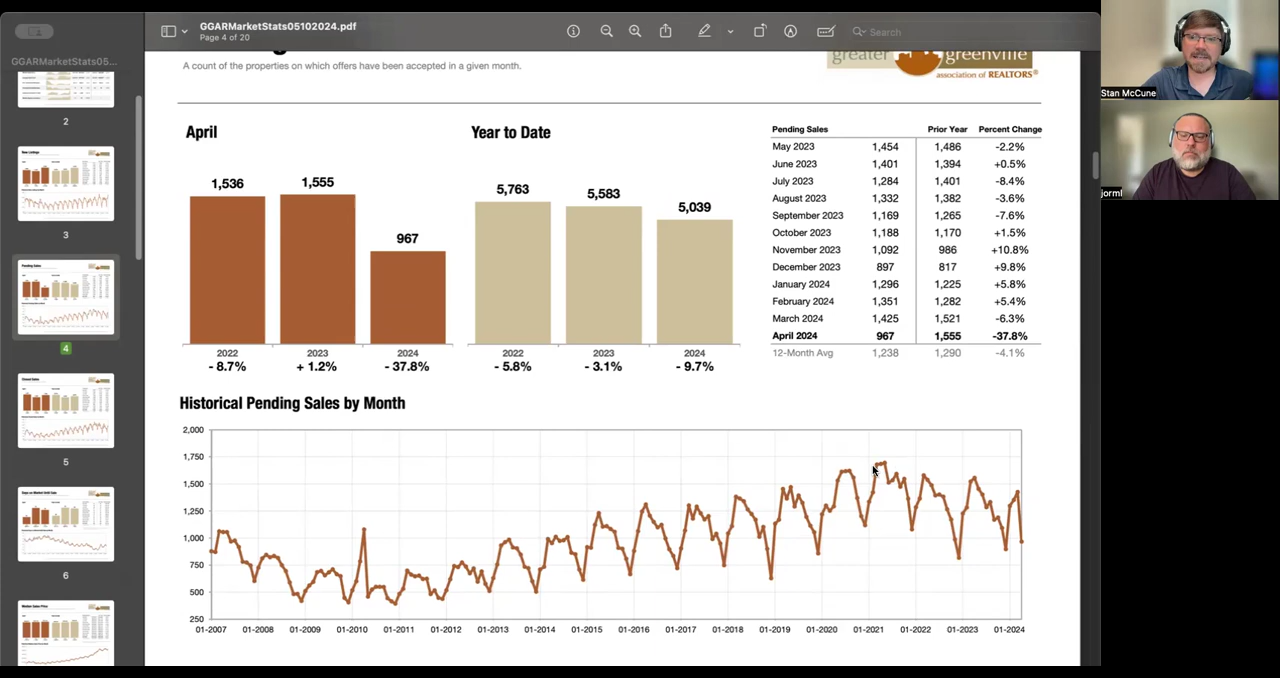 GGARMarketStats05102024.pdf
Page 4 of 20
Search
GGARMarketStats05...
2
3
4
5
6
A count of the properties on which offers have been accepted in a given month.
greater greenville
association of REALTORS®
April
1,536
1,555
967
2022
2023
2024
- 8.7%
+ 1.2%
- 37.8%
Year to Date
5,763
5,583
5,039
2022
2023
2024
- 5.8%
- 3.1%
- 9.7%
Pending Sales Prior Year Percent Change
May 2023 1,454 1,486 -2.2%
June 2023 1,401 1,394 +0.5%
July 2023 1,284 1,401 -8.4%
August 2023 1,332 1,382 -3.6%
September 2023 1,169 1,265 -7.6%
October 2023 1,188 1,170 +1.5%
November 2023 1,092 986 +10.8%
December 2023 897 817 +9.8%
January 2024 1,296 1,225 +5.8%
February 2024 1,351 1,282 +5.4%
March 2024 1,425 1,521 -6.3%
April 2024 967 1,555 -37.8%
12-Month Avg 1,238 1,290 -4.1%
Historical Pending Sales by Month
2,000
1,750
1,500
1,250
1,000
750
500
250
01-2007 01-2008 01-2009 01-2010 01-2011 01-2012 01-2013 01-2014 01-2015 01-2016 01-2017 01-2018 01-2019 01-2020 01-2021 01-2022 01-2023 01-2024
Stan McCune
jorml